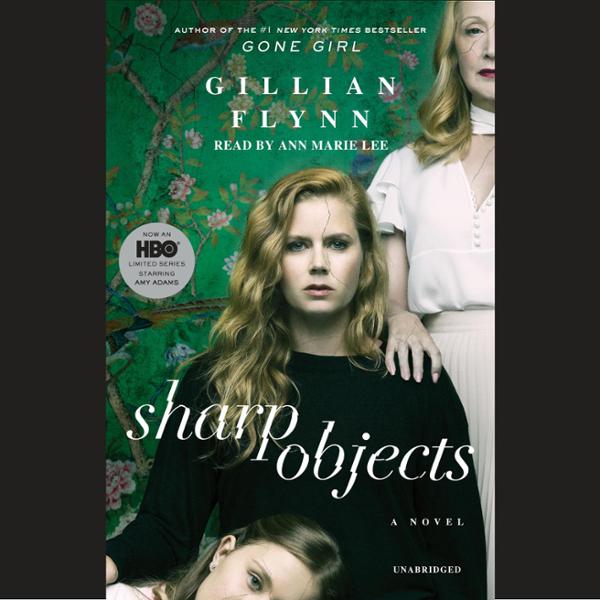 AUTHOR OF THE #1 NEW YORK TIMES BESTSELLER
GONE GIRL
GILLIAN
FLYNN
READ BY ANN MARIE LEE
NOW AN
HBO®
LIMITED SERIES
STARRING
AMY ADAMS
sharp
objects
A NOVEL
UNABRIDGED